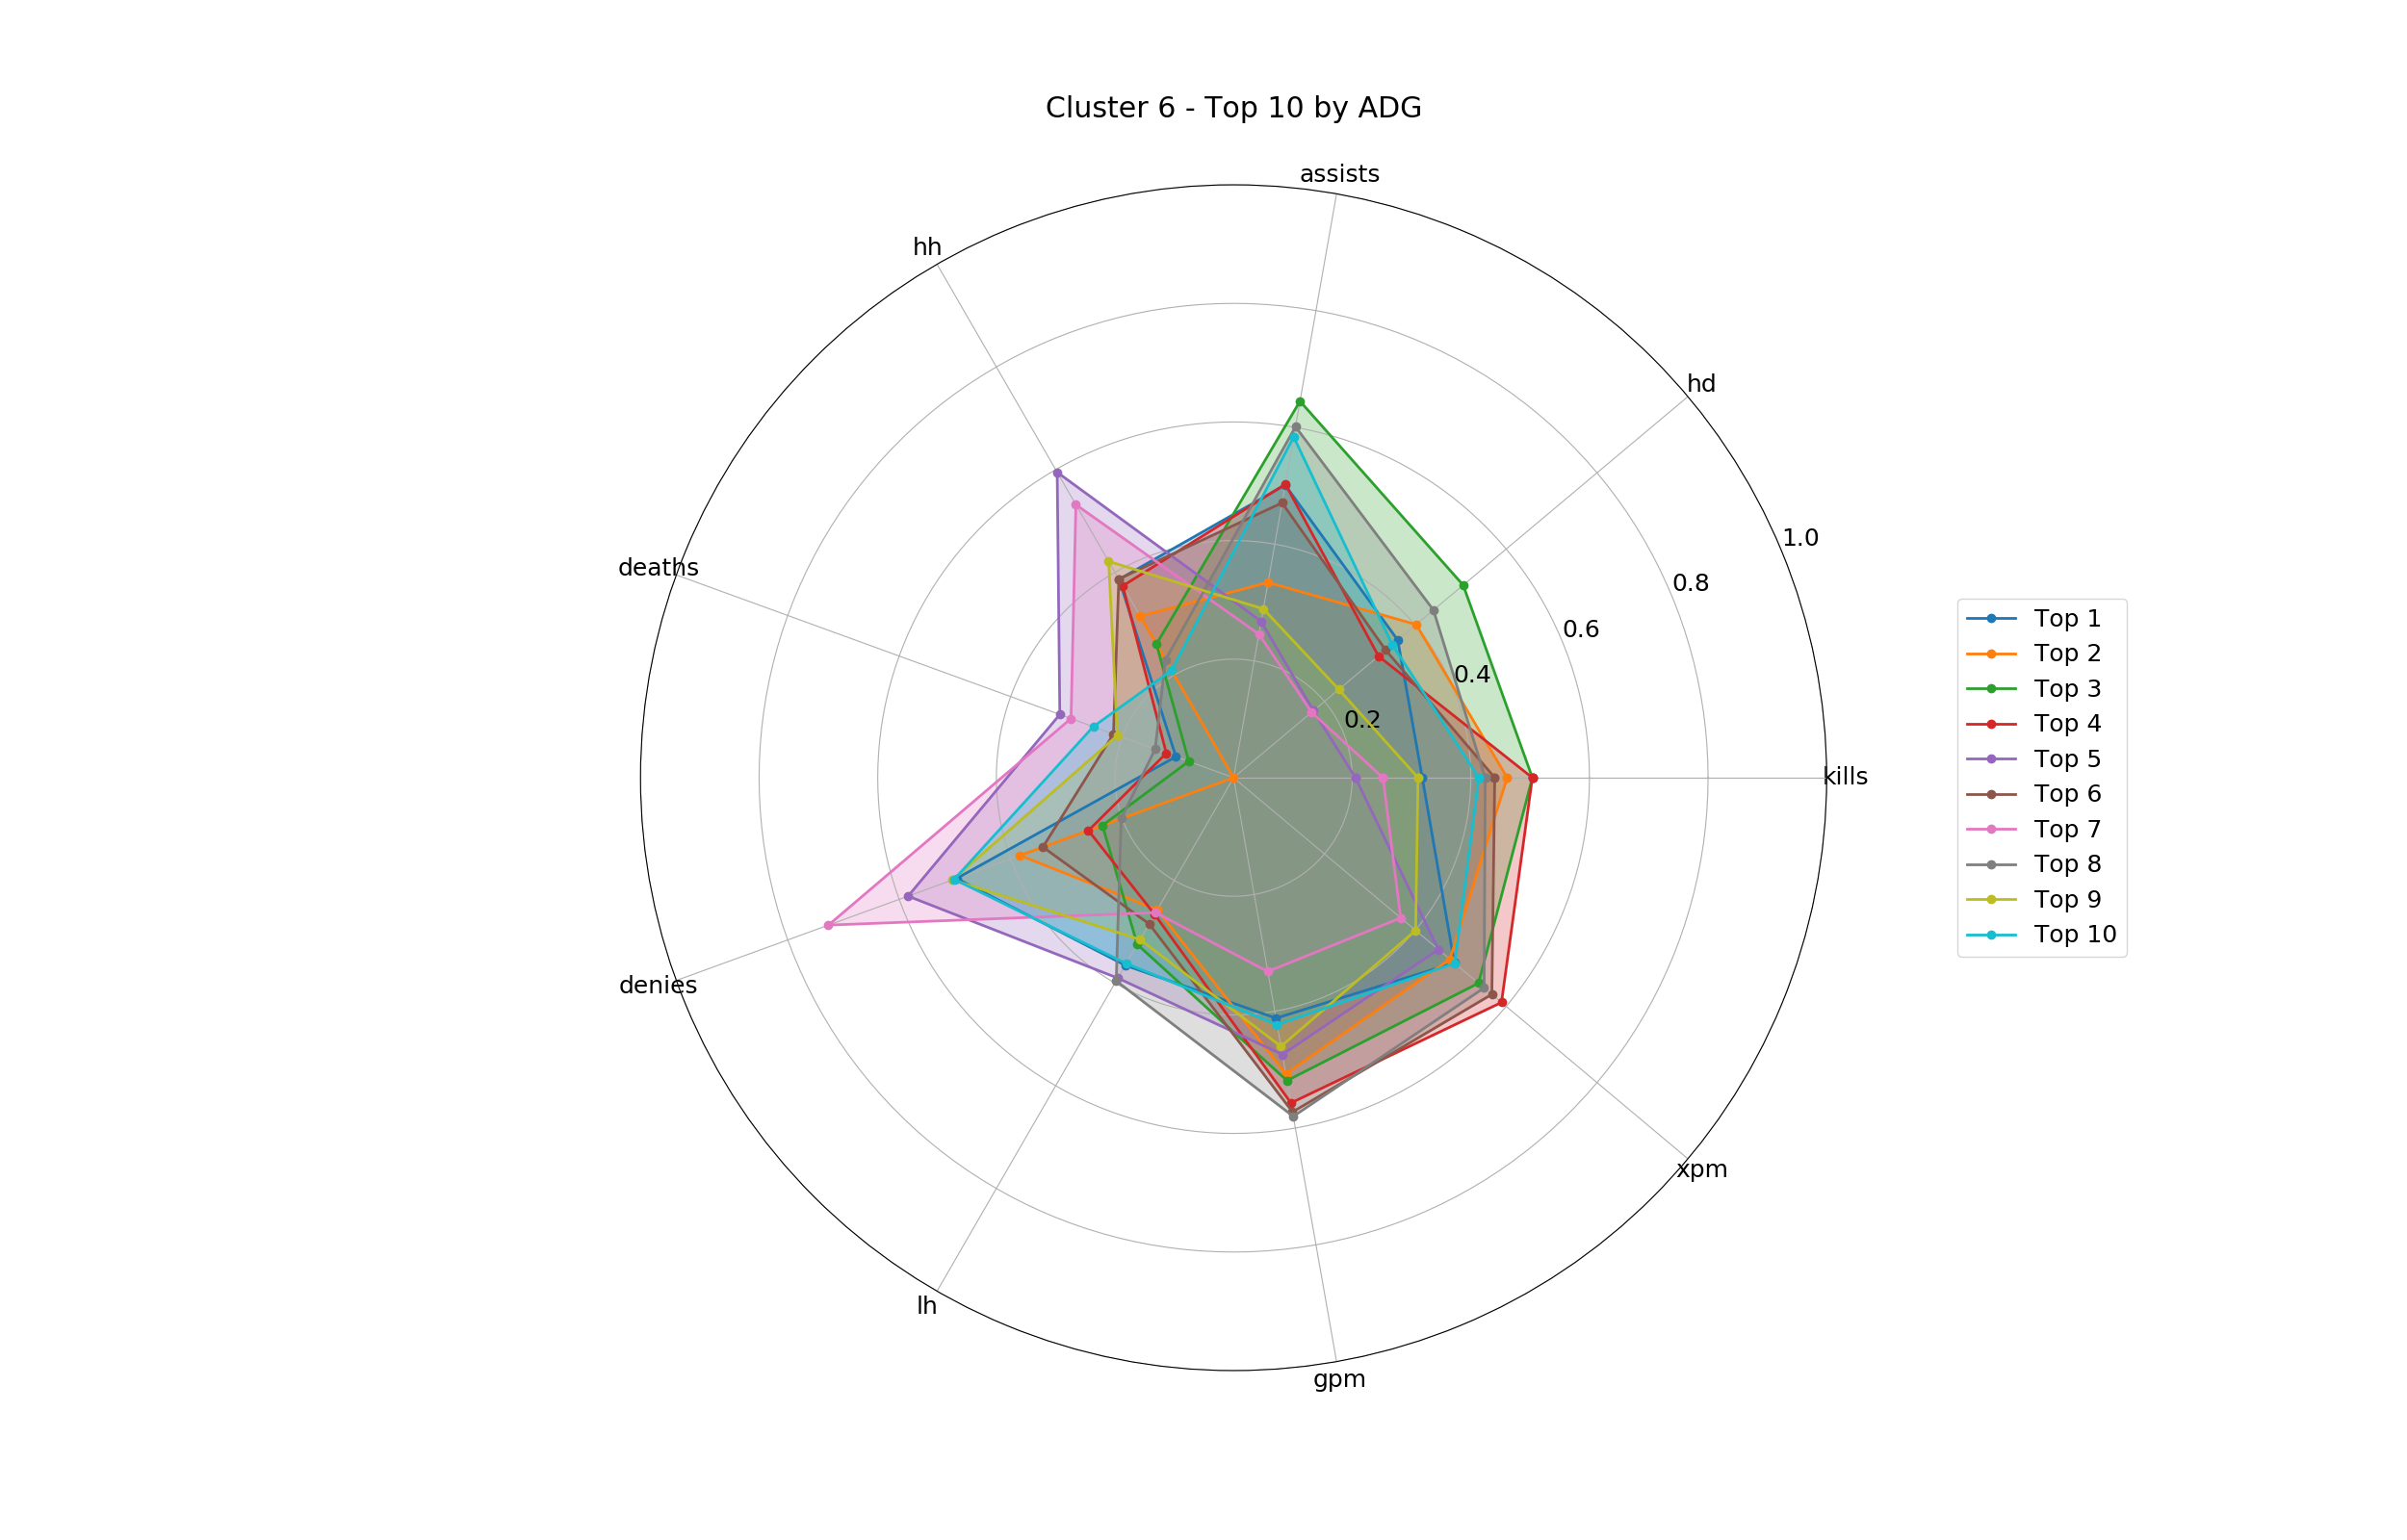 Cluster 6 - Top 10 by ADG
assists
hh
hd
deaths
kills
denies
lh
gpm
xpm
0.2
0.4
0.6
0.8
1.0
Top 1
Top 2
Top 3
Top 4
Top 5
Top 6
Top 7
Top 8
Top 9
Top 10